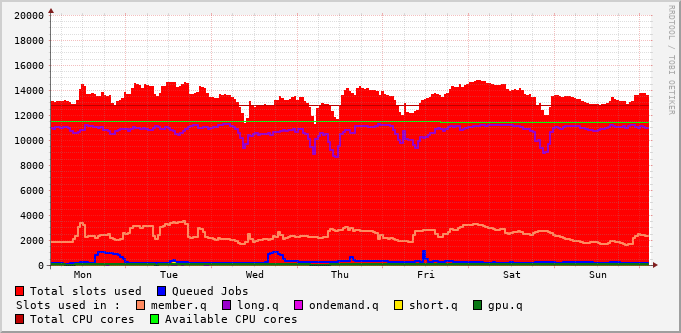 20000
18000
16000
14000
12000
10000
8000
6000
4000
2000
0
Mon Tue Wed Thu Fri Sat Sun
RRDTOOL / TOBI OETIKER
Total slots used Queued Jobs
Slots used in : member.q long.q ondemand.q short.q gpu.q
Total CPU cores Available CPU cores